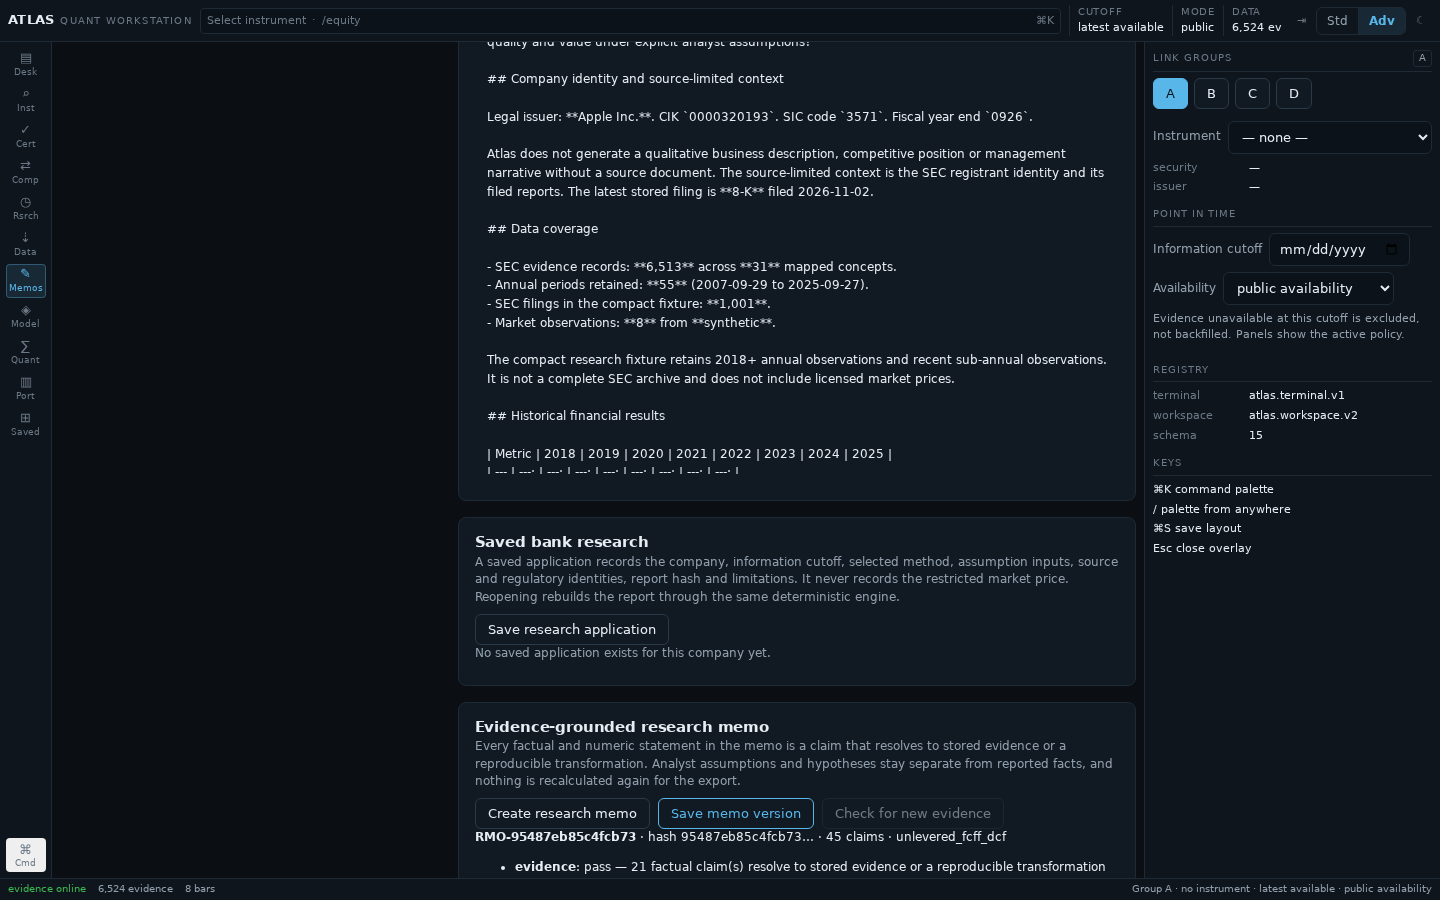 ATLAS QUANT WORKSTATION
Select instrument · /equity ⌘K
CUTOFF
latest available
MODE
public
DATA
6,524 ev
Std
Adv
Desk
Inst
Cert
Comp
Rsrch
Data
Memos
Model
Quant
Port
Saved
⌘
Cmd
quality and value under explicit analyst assumptions?
## Company identity and source-limited context
Legal issuer: **Apple Inc.**. CIK `0000320193`. SIC code `3571`. Fiscal year end `0926`.
Atlas does not generate a qualitative business description, competitive position or management
narrative without a source document. The source-limited context is the SEC registrant identity and its
filed reports. The latest stored filing is **8-K** filed 2026-11-02.
## Data coverage
- SEC evidence records: **6,513** across **31** mapped concepts.
- Annual periods retained: **55** (2007-09-29 to 2025-09-27).
- SEC filings in the compact fixture: **1,001**.
- Market observations: **8** from **synthetic**.
The compact research fixture retains 2018+ annual observations and recent sub-annual observations.
It is not a complete SEC archive and does not include licensed market prices.
## Historical financial results
| Metric | 2018 | 2019 | 2020 | 2021 | 2022 | 2023 | 2024 | 2025 |
| --- | ---: | ---: | ---: | ---: | ---: | ---: | ---: | ---: |
Saved bank research
A saved application records the company, information cutoff, selected method, assumption inputs, source
and regulatory identities, report hash and limitations. It never records the restricted market price.
Reopening rebuilds the report through the same deterministic engine.
Save research application
No saved application exists for this company yet.
Evidence-grounded research memo
Every factual and numeric statement in the memo is a claim that resolves to stored evidence or a
reproducible transformation. Analyst assumptions and hypotheses stay separate from reported facts, and
nothing is recalculated again for the export.
Create research memo
Save memo version
Check for new evidence
RMO-95487eb85c4fcb73 · hash 95487eb85c4fcb73… · 45 claims · unlevered_fcff_dcf
• evidence: pass — 21 factual claim(s) resolve to stored evidence or a reproducible transformation
LINK GROUPS A
A B C D
Instrument — none —
security —
issuer —
POINT IN TIME
Information cutoff mm/dd/yyyy
Availability public availability
Evidence unavailable at this cutoff is excluded,
not backfilled. Panels show the active policy.
REGISTRY
terminal atlas.terminal.v1
workspace atlas.workspace.v2
schema 15
KEYS
⌘K command palette
/ palette from anywhere
⌘S save layout
Esc close overlay
evidence online 6,524 evidence 8 bars
Group A · no instrument · latest available · public availability